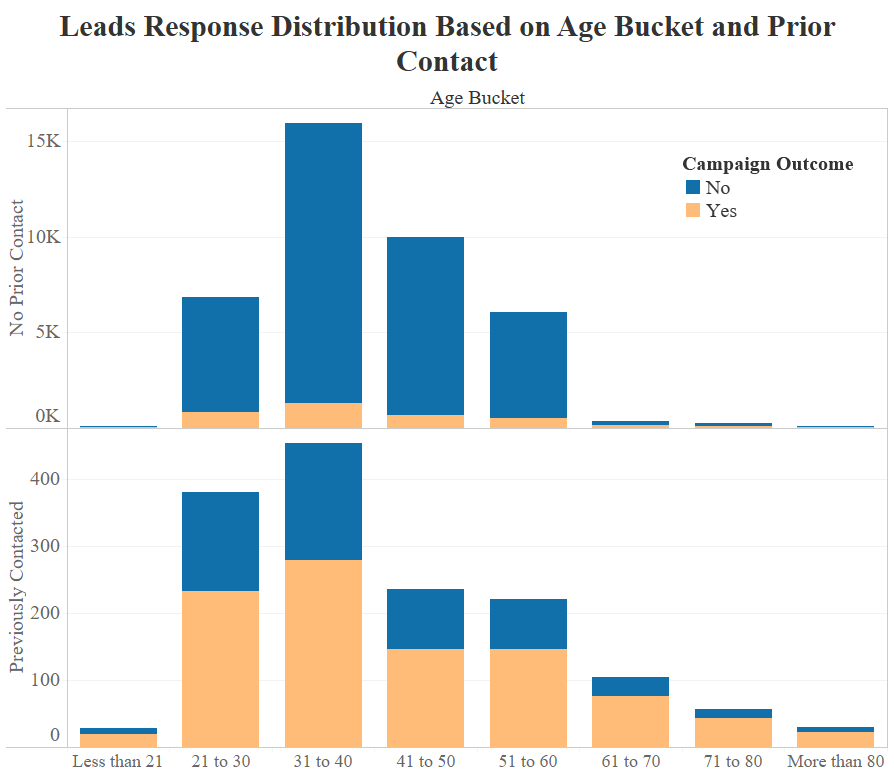 Leads Response Distribution Based on Age Bucket and Prior
Contact
Age Bucket
No Prior Contact
15K
10K
5K
0K
Campaign Outcome
No
Yes
Previously Contacted
400
300
200
100
0
Less than 21 21 to 30 31 to 40 41 to 50 51 to 60 61 to 70 71 to 80 More than 80